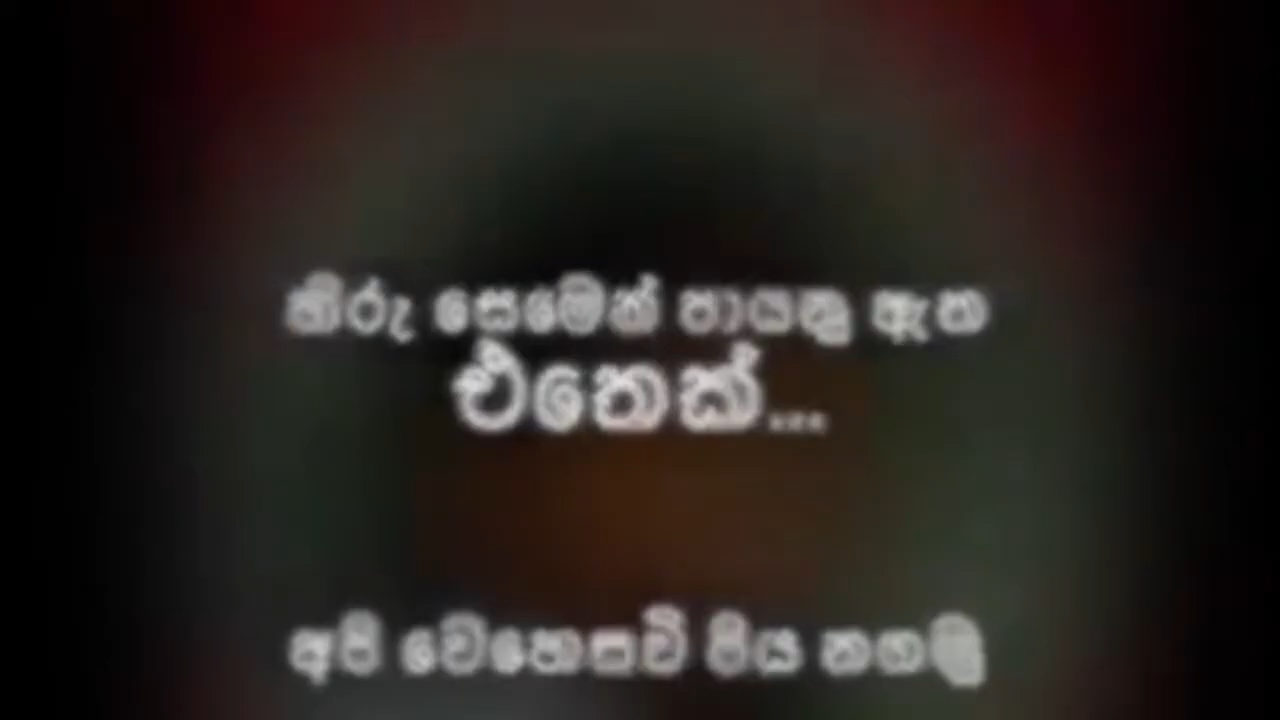 හිරු සෙමෙන් පායනු ඇත
එතෙක්...
අපි වෙහෙසවී පිය නගමු